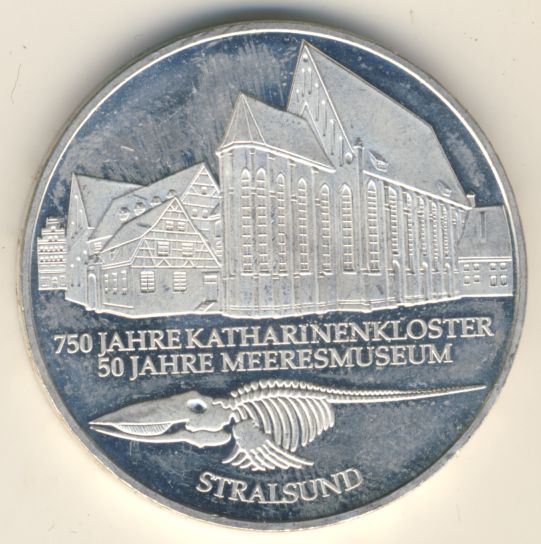 750 JAHRE KATHARINENKLOSTER
50 JAHRE MEERESMUSEUM
STRALSUND